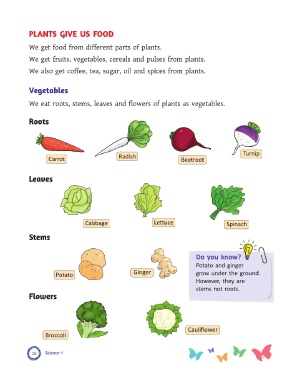 PLANTS GIVE US FOOD
We get food from different parts of plants.
We get fruits, vegetables, cereals and pulses from plants.
We also get coffee, tea, sugar, oil and spices from plants.
Vegetables
We eat roots, stems, leaves and flowers of plants as vegetables.
Roots
Carrot
Radish
Beetroot
Turnip
Leaves
Cabbage
Lettuce
Spinach
Stems
Potato
Ginger
Do you know?
Potato and ginger
grow under the ground.
However, they are
stems not roots.
Flowers
Broccoli
Cauliflower